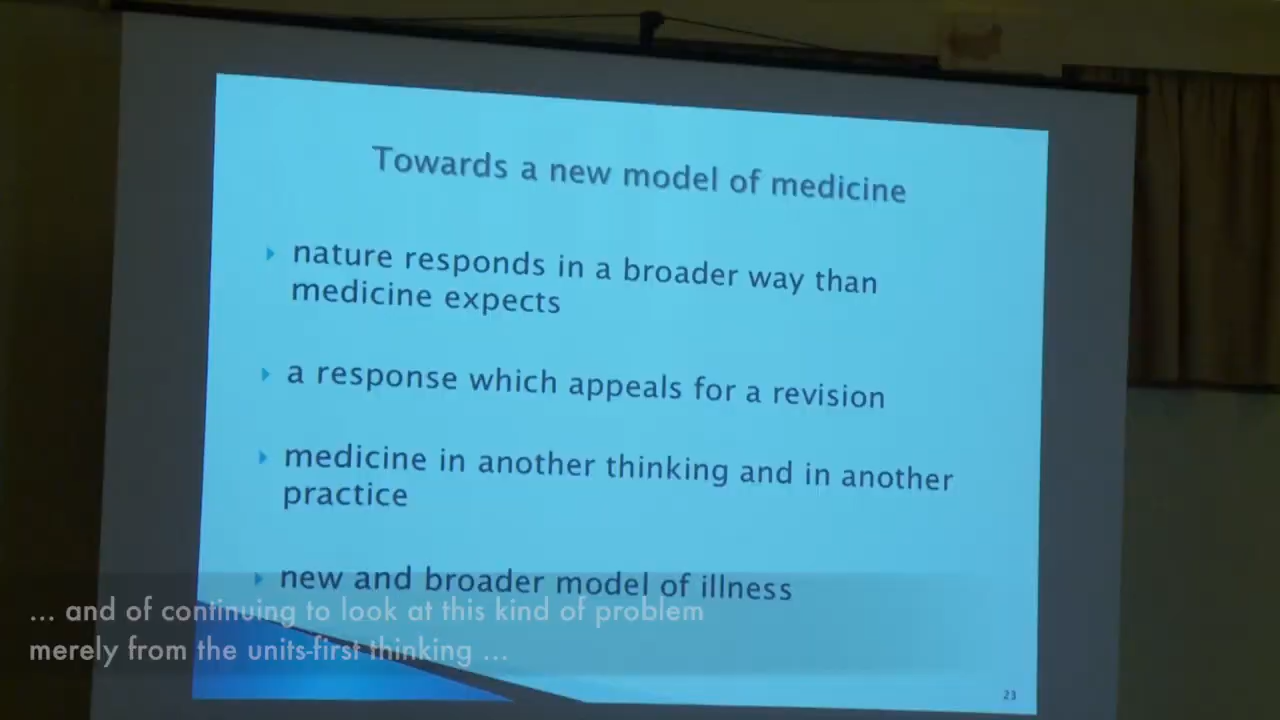 Towards a new model of medicine
nature responds in a broader way than
medicine expects
a response which appeals for a revision
medicine in another thinking and in another
practice
new and broader model of illness
... and of continuing to look at this kind of problem
merely from the units-first thinking ...
23